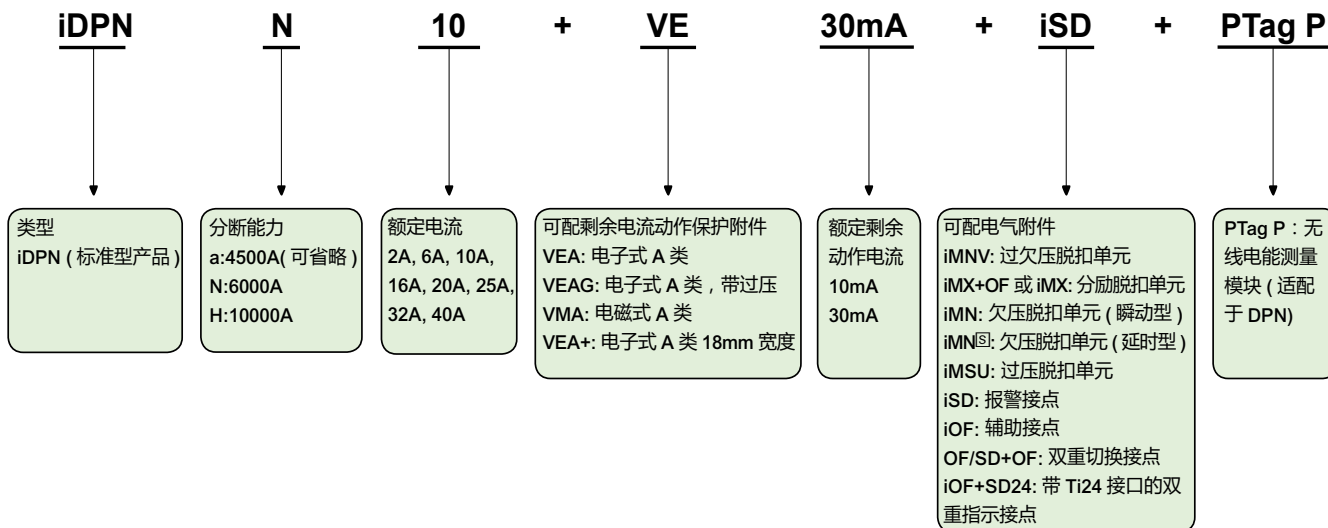 iDPN N 10 + VE 30mA + iSD + PTag P
类型
iDPN ( 标准型产品 )
分断能力
a:4500A( 可省略 )
N:6000A
H:10000A
额定电流
2A, 6A, 10A,
16A, 20A, 25A,
32A, 40A
可配剩余电流动作保护附件
VEA: 电子式 A 类
VEAG: 电子式 A 类，带过压
VMA: 电磁式 A 类
VEA+: 电子式 A 类 18mm 宽度
额定剩余
动作电流
10mA
30mA
可配电气附件
iMNV: 过欠压脱扣单元
iMX+OF 或 iMX: 分励脱扣单元
iMN: 欠压脱扣单元 ( 瞬动型 )
iMN🅂: 欠压脱扣单元 ( 延时型 )
iMSU: 过压脱扣单元
iSD: 报警接点
iOF: 辅助接点
OF/SD+OF: 双重切换接点
iOF+SD24: 带 Ti24 接口的双
重指示接点
PTag P：无
线电能测量
模块 ( 适配
于 DPN)